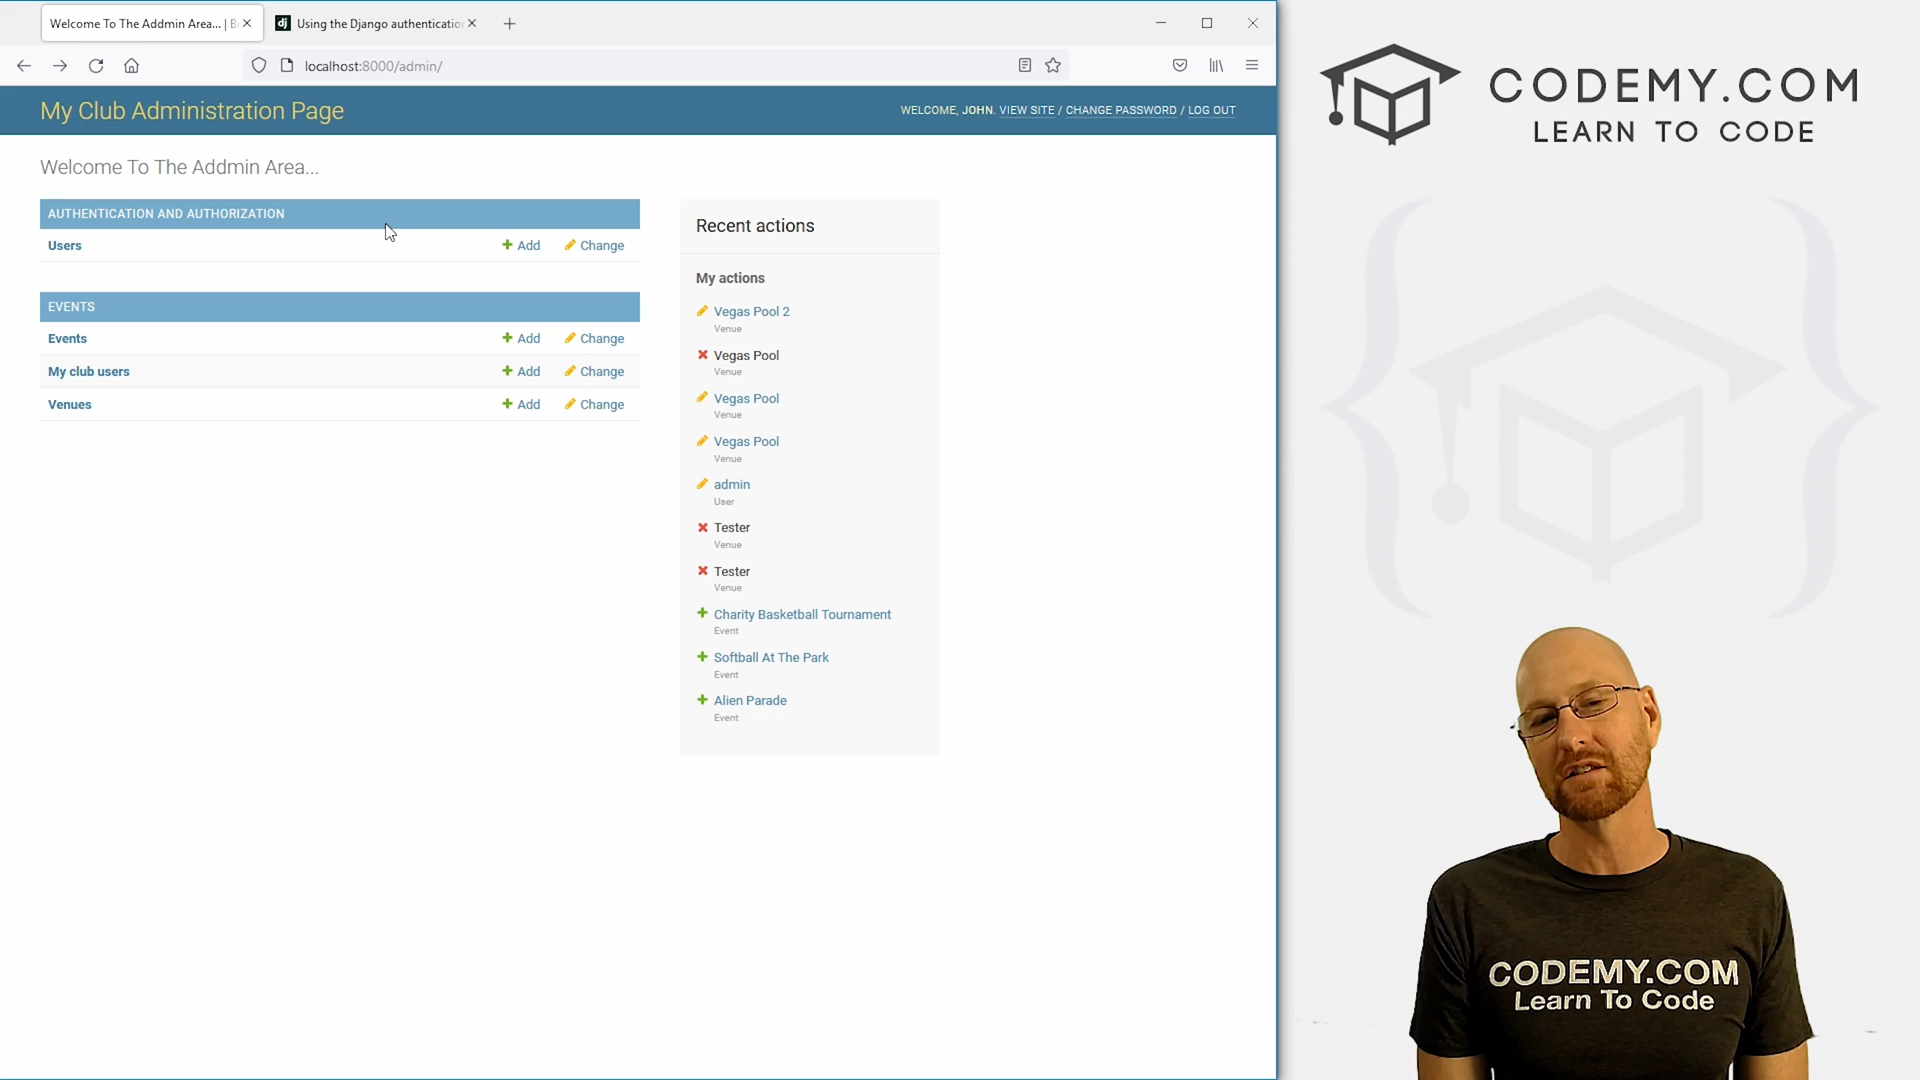 Welcome To The Addmin Area... | B
Using the Django authenticatio
localhost:8000/admin/
My Club Administration Page
WELCOME, JOHN. VIEW SITE / CHANGE PASSWORD / LOG OUT
Welcome To The Addmin Area...
AUTHENTICATION AND AUTHORIZATION
Users
Add
Change
EVENTS
Events
Add
Change
My club users
Add
Change
Venues
Add
Change
Recent actions
My actions
Vegas Pool 2
Venue
Vegas Pool
Venue
Vegas Pool
Venue
Vegas Pool
Venue
admin
User
Tester
Venue
Tester
Venue
Charity Basketball Tournament
Event
Softball At The Park
Event
Alien Parade
Event
CODEMY.COM
LEARN TO CODE
CODEMY.COM
Learn To Code
dj